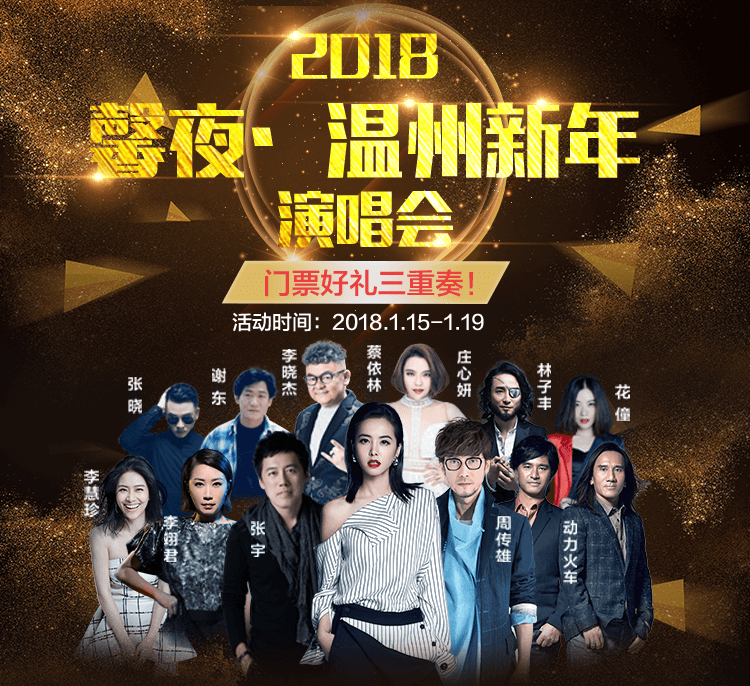 2018
馨夜·温州新年
演唱会
门票好礼三重奏！
活动时间：2018.1.15-1.19
张晓
谢东
李晓杰
蔡依林
庄心妍
林子丰
花僮
李慧珍
李翊君
张宇
周传雄
动力火车